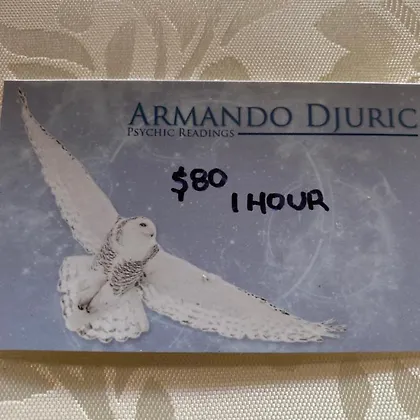 ARMANDO DJURIC
PSYCHIC READINGS
$80
1 HOUR